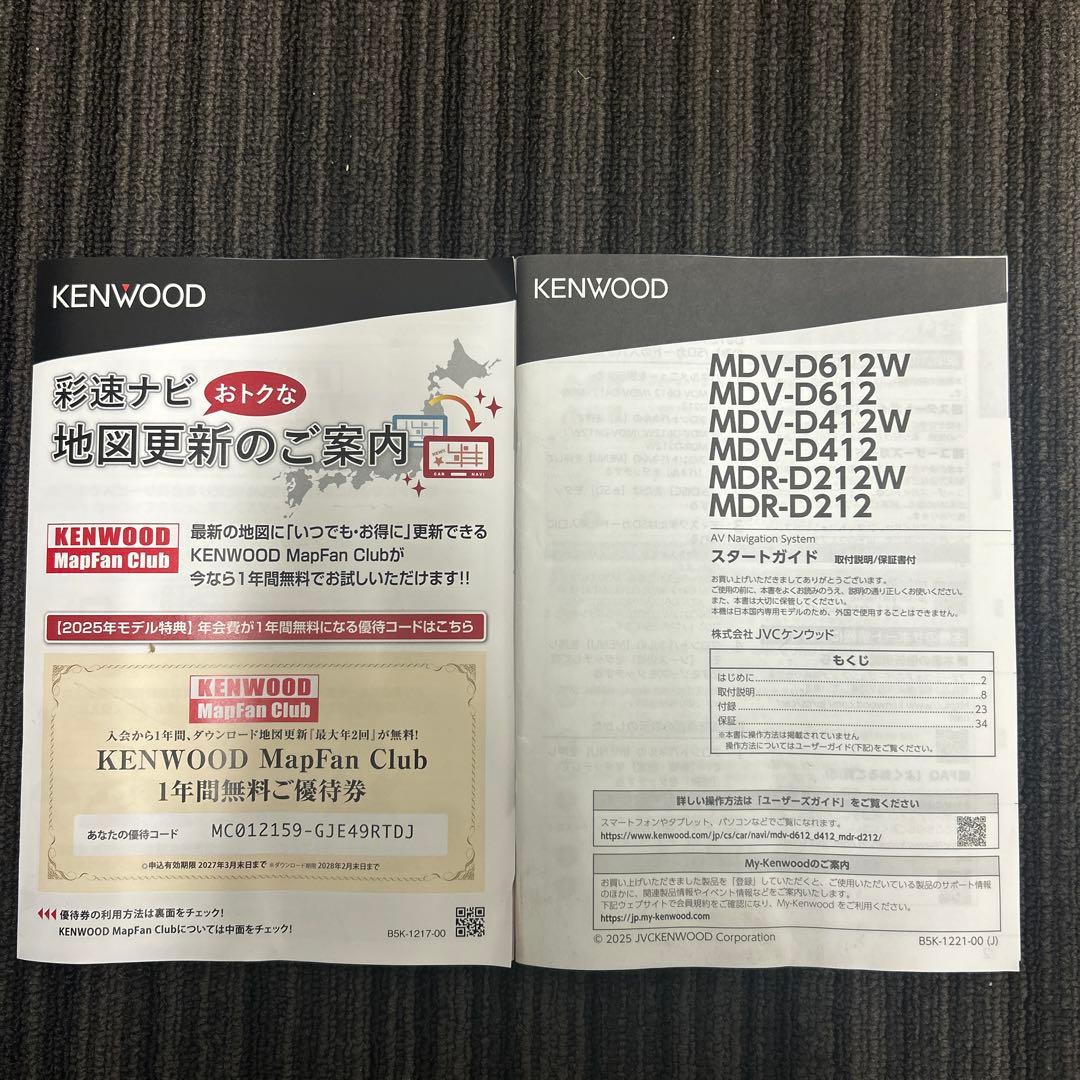 KENWOOD
彩速ナビ おトクな
地図更新のご案内
CAR NAVI
KENWOOD
MapFan Club
最新の地図に「いつでも・お得に」更新できる
KENWOOD MapFan Clubが
今なら1年間無料でお試しいただけます!!
【2025年モデル特典】年会費が1年間無料になる優待コードはこちら
KENWOOD
MapFan Club
入会から1年間、ダウンロード地図更新『最大年2回』が無料!
KENWOOD MapFan Club
1年間無料ご優待券
あなたの優待コード MC012159-GJE49RTDJ
◎申込有効期限 2027年3月末日まで ※ダウンロード期限 2028年2月末日まで
優待券の利用方法は裏面をチェック!
KENWOOD MapFan Clubについては中面をチェック!
B5K-1217-00
KENWOOD
MDV-D612W
MDV-D612
MDV-D412W
MDV-D412
MDR-D212W
MDR-D212
AV Navigation System
スタートガイド 取付説明/保証書付
お買い上げいただきましてありがとうございます。
ご使用の前に、本書をよくお読みのうえ、説明の通り正しくお使いください。
また、本書は大切に保管してください。
本機は日本国内専用モデルのため、外国で使用することはできません。
株式会社 JVCケンウッド
もくじ
はじめに 2
取付説明 8
付録 23
保証 34
※本書に操作方法は掲載されていません
操作方法についてはユーザーガイド(下記)をご覧ください。
詳しい操作方法は「ユーザーズガイド」をご覧ください
スマートフォンやタブレット、パソコンなどでご覧になれます。
https://www.kenwood.com/jp/cs/car/navi/mdv-d612_d412_mdr-d212/
My-Kenwoodのご案内
お買い上げいただきました製品を「登録」していただくと、ご使用いただいている製品のサポート情報
のほかに、関連製品情報やイベント情報などをご案内いたします。
下記ウェブサイトで会員規約をご確認になり、My-Kenwood をご利用ください。
https://jp.my-kenwood.com
© 2025 JVCKENWOOD Corporation
B5K-1221-00 (J)